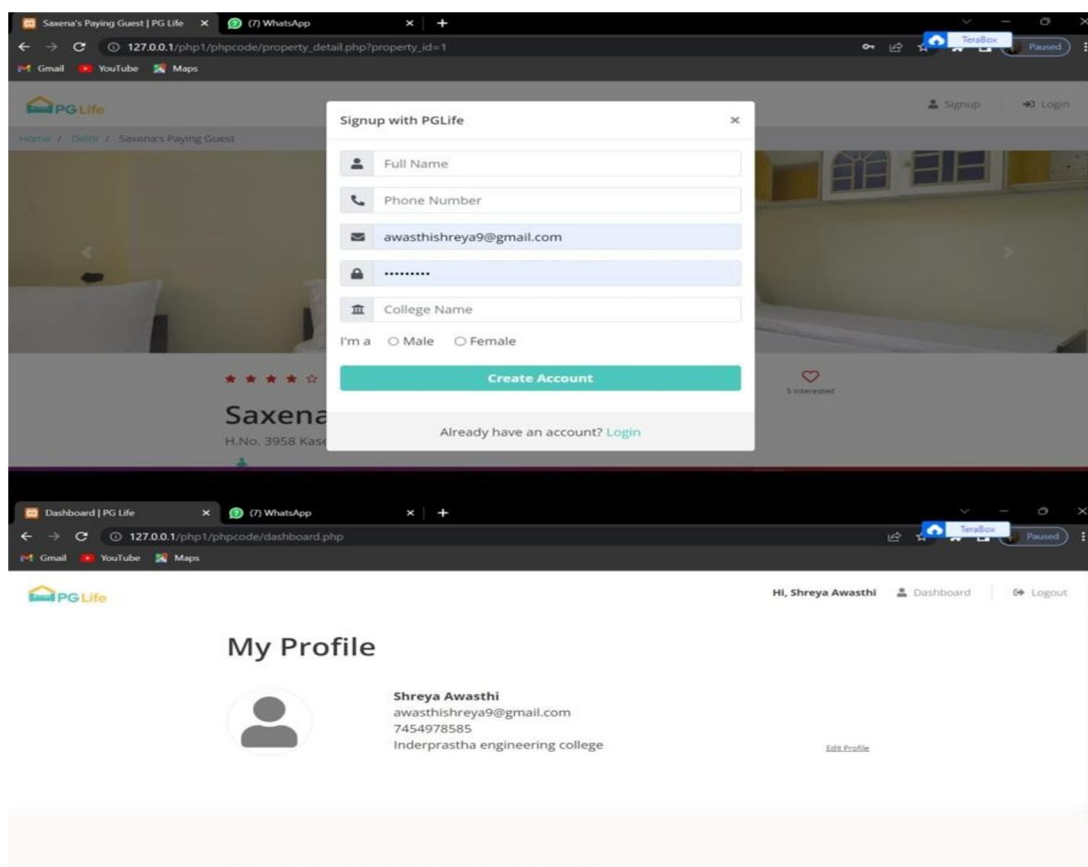 Saxena's Paying Guest | PG Life × (7) WhatsApp × +
127.0.0.1/php1/phpcode/property_detail.php?property_id=1
TeraBox
Paused
Gmail YouTube Maps
PG Life
Signup Login
Home / Delhi / Saxena's Paying Guest
Signup with PGLife ×
Full Name
Phone Number
awasthishreya9@gmail.com
•••••••••
College Name
I'm a Male Female
Create Account
5 interested
Already have an account? Login
Saxena
H.No. 3958 Kase
Dashboard | PG Life × (7) WhatsApp × +
127.0.0.1/php1/phpcode/dashboard.php
TeraBox
Paused
Gmail YouTube Maps
PG Life
Hi, Shreya Awasthi Dashboard Logout
My Profile
Shreya Awasthi
awasthishreya9@gmail.com
7454978585
Inderprastha engineering college
Edit Profile